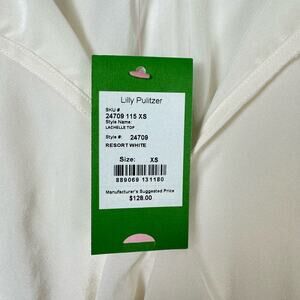 Lilly Pulitzer
SKU #
24709 115 XS
Style Name:
LACHELLE TOP
Style #: 24709
RESORT WHITE
Size: XS
889069 131180
Manufacturer's Suggested Price
$128.00